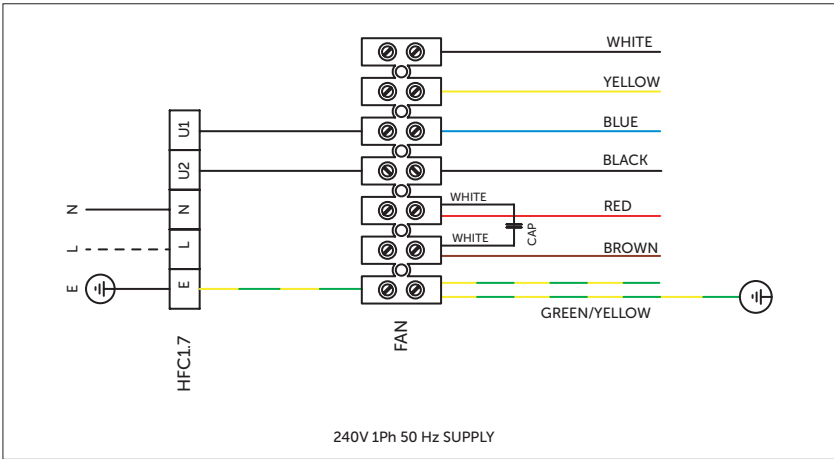 WHITE
YELLOW
U1
BLUE
U2
BLACK
WHITE
N
N
RED
CAP
WHITE
L
L
BROWN
E
E
GREEN/YELLOW
FAN
HFC1.7
240V 1Ph 50 Hz SUPPLY